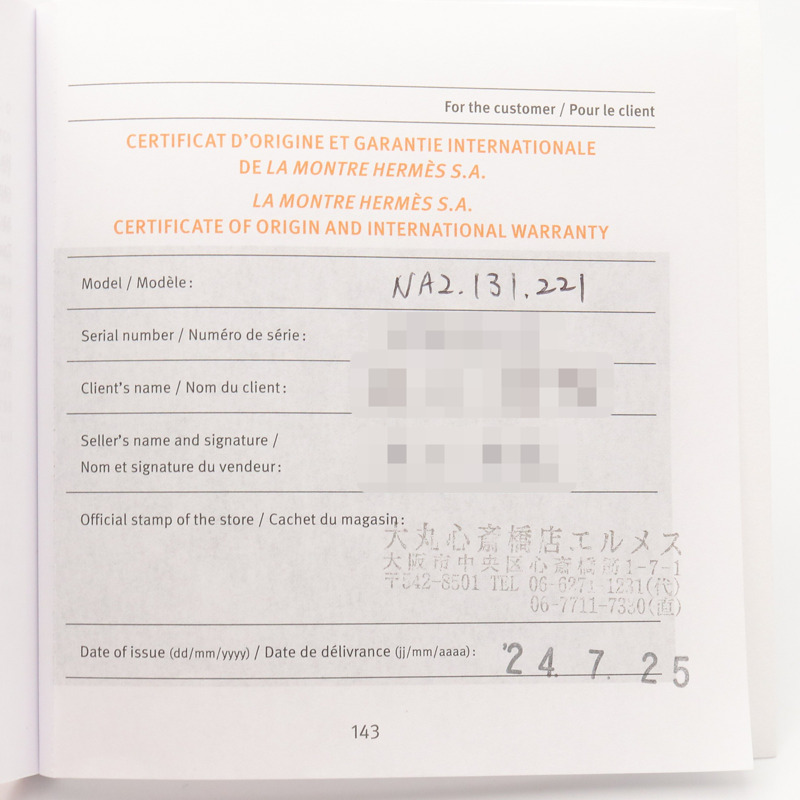 For the customer / Pour le client
CERTIFICAT D'ORIGINE ET GARANTIE INTERNATIONALE
DE LA MONTRE HERMÈS S.A.
LA MONTRE HERMÈS S.A.
CERTIFICATE OF ORIGIN AND INTERNATIONAL WARRANTY
Model / Modèle: NA2.131.221
Serial number / Numéro de série:
Client's name / Nom du client:
Seller's name and signature /
Nom et signature du vendeur:
Official stamp of the store / Cachet du magasin:
大丸心斎橋店エルメス
大阪市中央区心斎橋筋1-7-1
〒542-8501 TEL 06-6271-1231(代)
06-7711-7330(直)
Date of issue (dd/mm/yyyy) / Date de délivrance (jj/mm/aaaa): '24. 7. 25
143